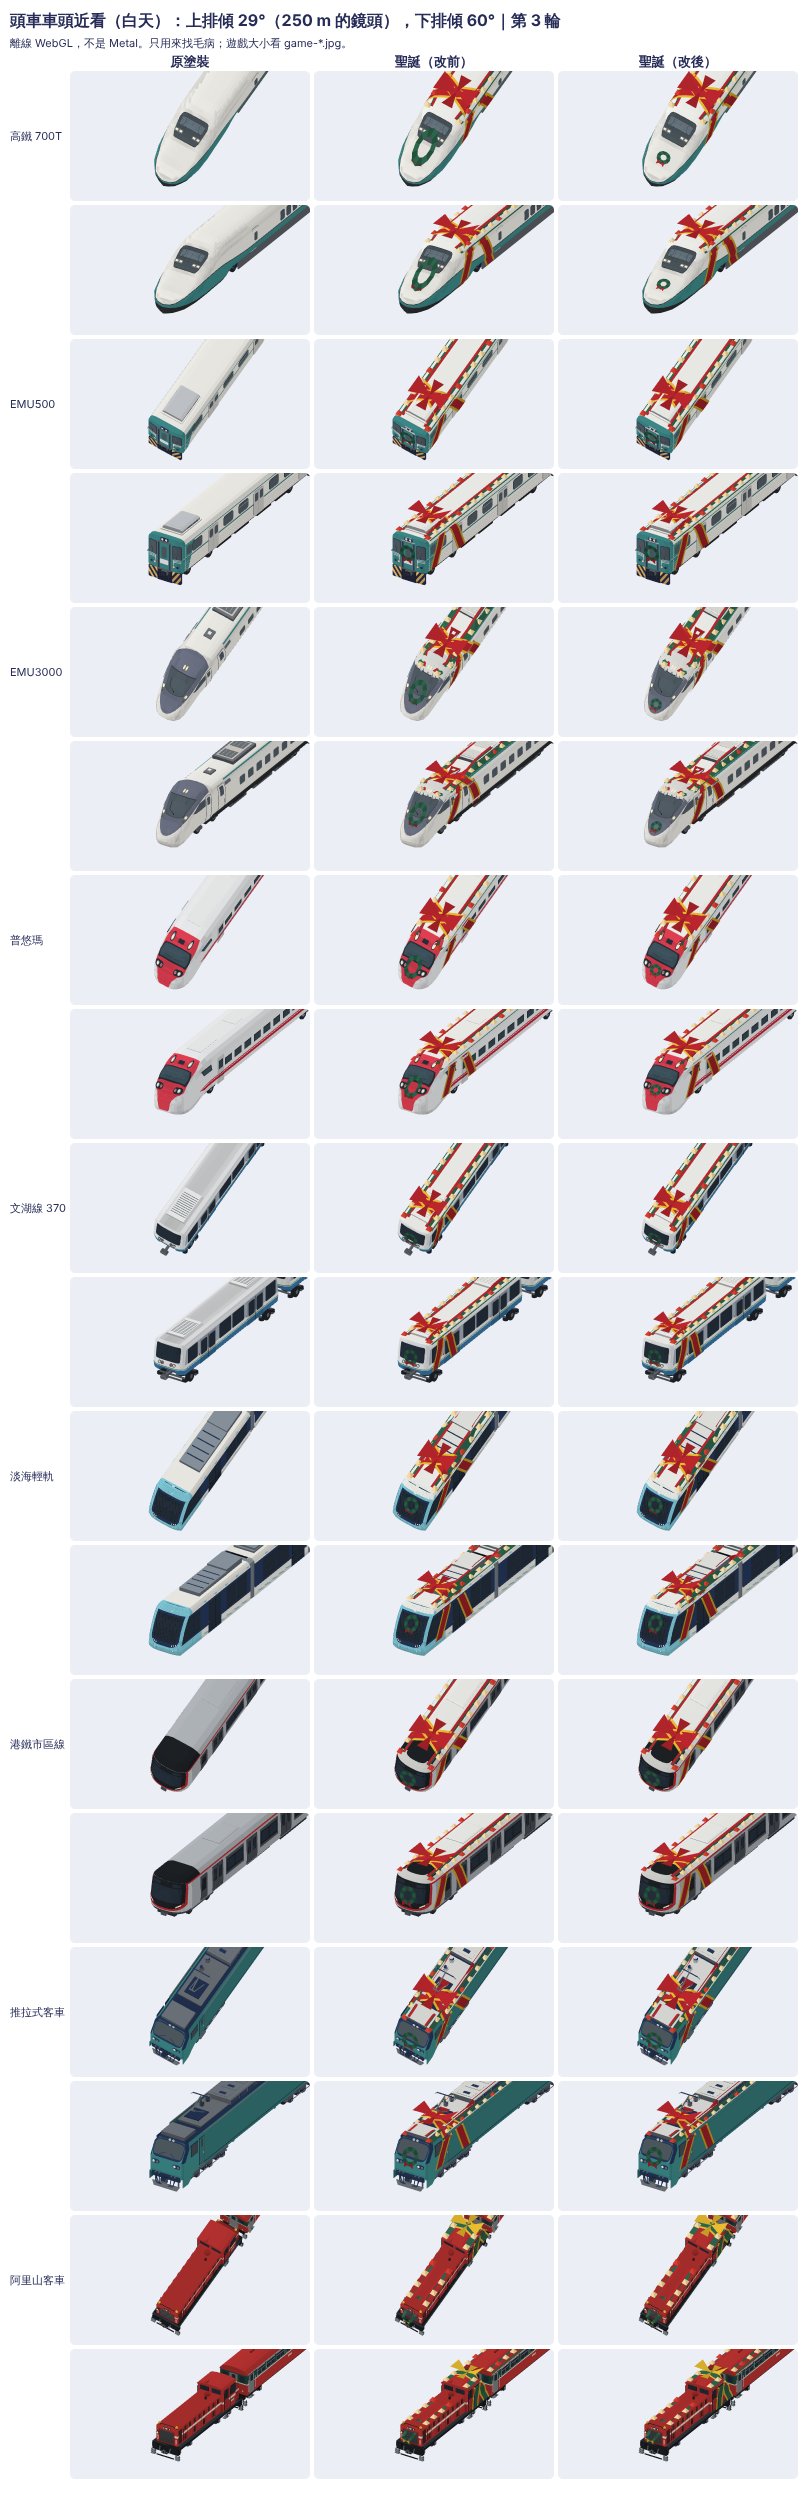 頭車車頭近看（白天）：上排傾 29°（250 m 的鏡頭），下排傾 60°｜第 3 輪
離線 WebGL，不是 Metal。只用來找毛病；遊戲大小看 game-*.jpg。
原塗裝 聖誕（改前） 聖誕（改後）
高鐵 700T
EMU500
EMU3000
普悠瑪
文湖線 370
淡海輕軌
港鐵市區線
推拉式客車
阿里山客車